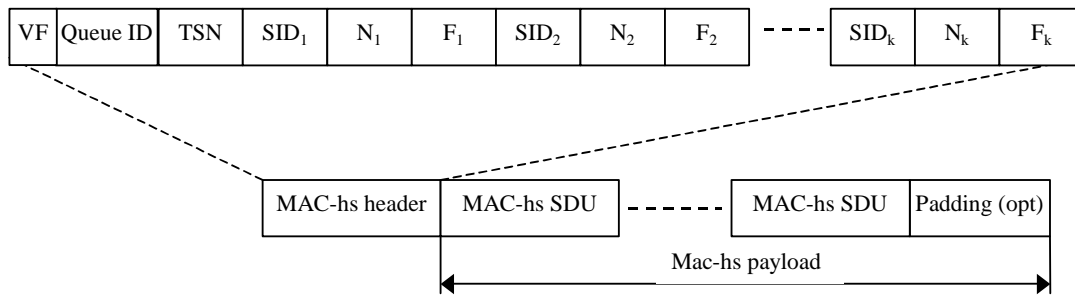 VF Queue ID TSN SID₁ N₁ F₁ SID₂ N₂ F₂ SIDₖ Nₖ Fₖ
MAC-hs header MAC-hs SDU MAC-hs SDU Padding (opt)
Mac-hs payload